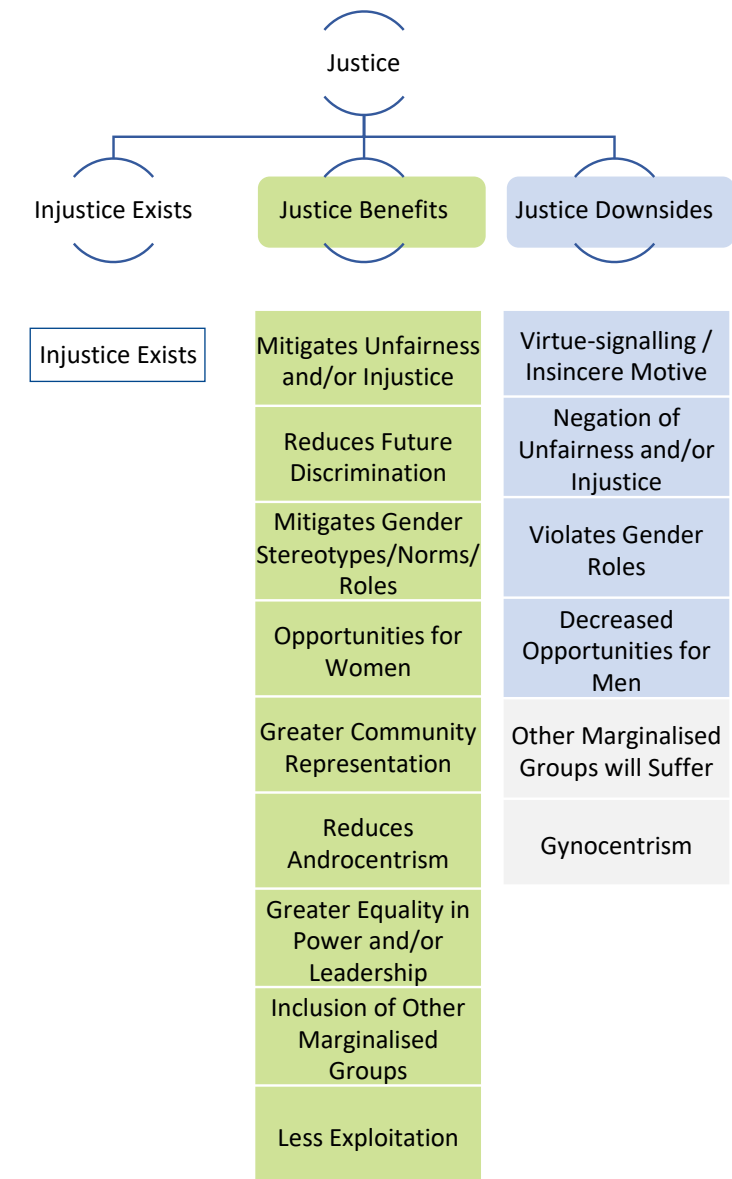 Justice
Injustice Exists
Justice Benefits
Justice Downsides
Injustice Exists
Mitigates Unfairness
and/or Injustice
Reduces Future
Discrimination
Mitigates Gender
Stereotypes/Norms/
Roles
Opportunities for
Women
Greater Community
Representation
Reduces
Androcentrism
Greater Equality in
Power and/or
Leadership
Inclusion of Other
Marginalised
Groups
Less Exploitation
Virtue-signalling /
Insincere Motive
Negation of
Unfairness and/or
Injustice
Violates Gender
Roles
Decreased
Opportunities for
Men
Other Marginalised
Groups will Suffer
Gynocentrism